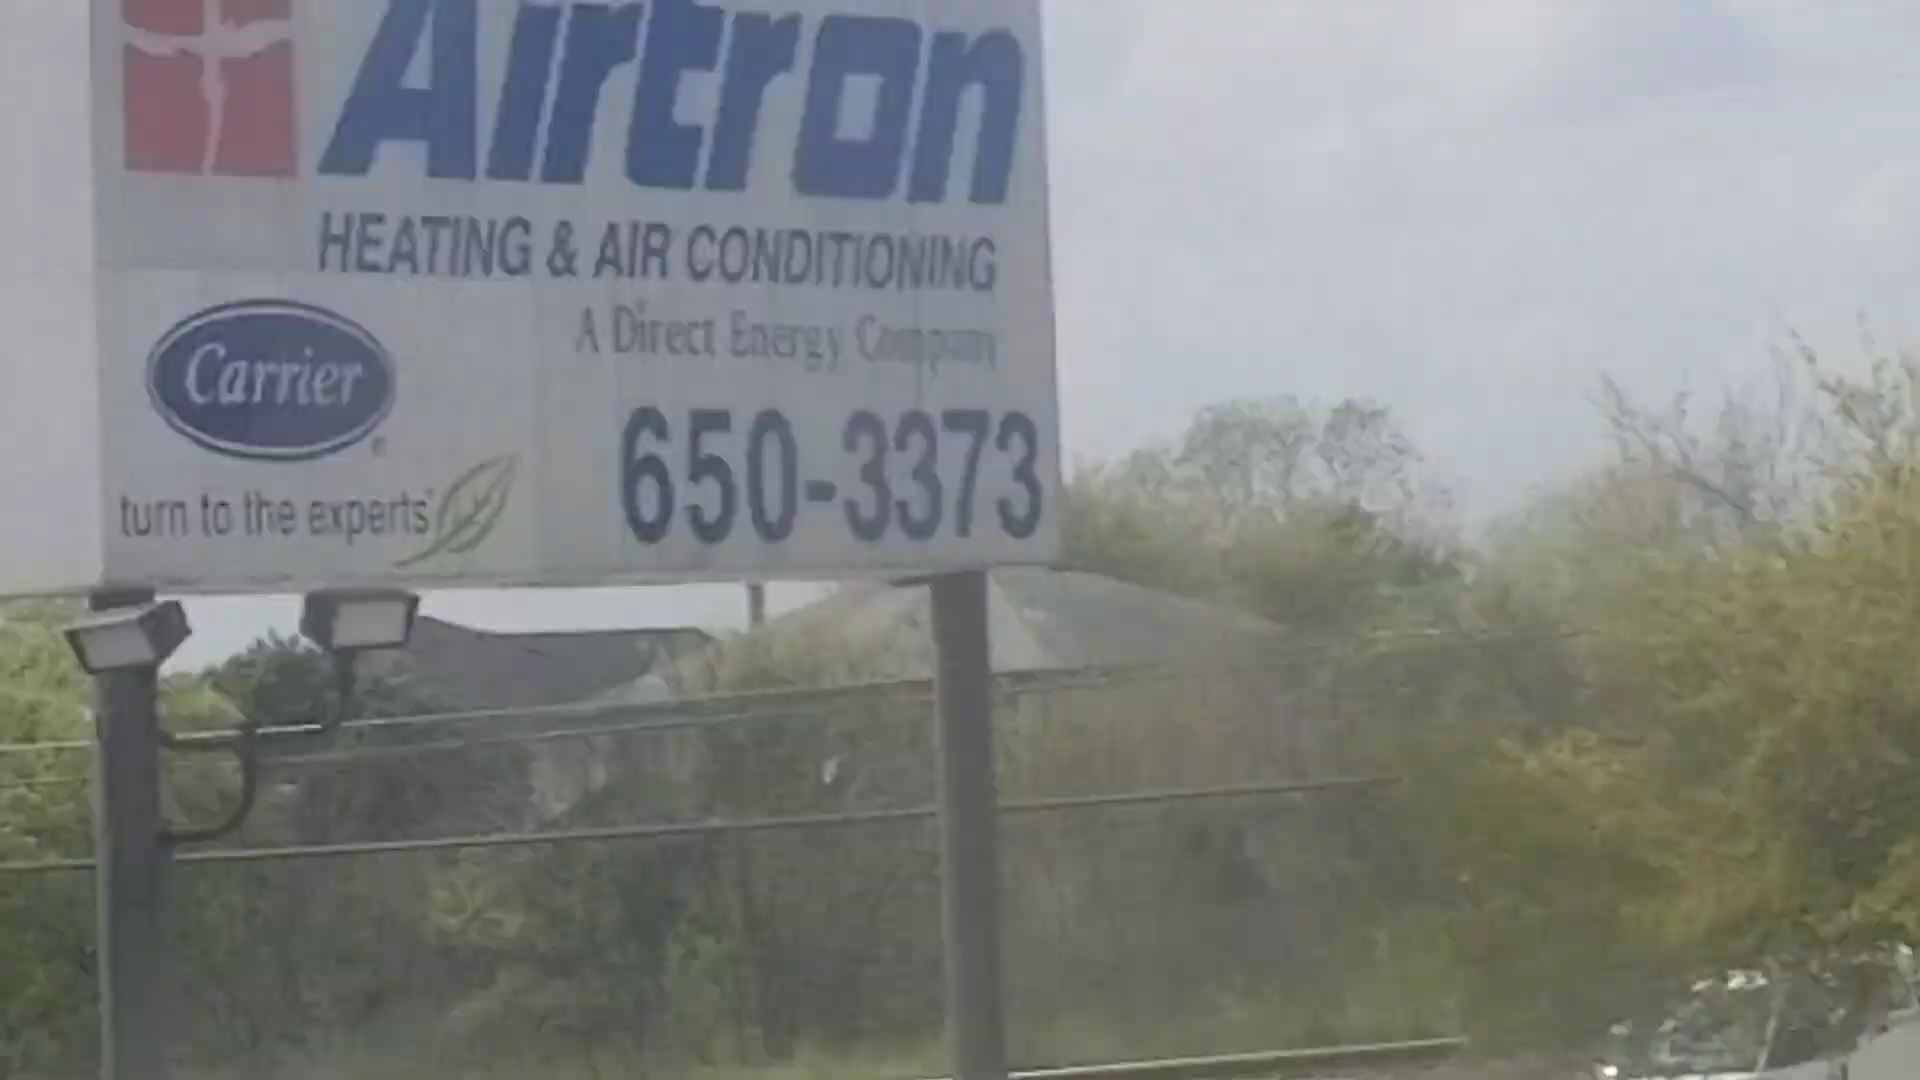 Airtron
HEATING & AIR CONDITIONING
A Direct Energy Company
Carrier
turn to the experts
650-3373